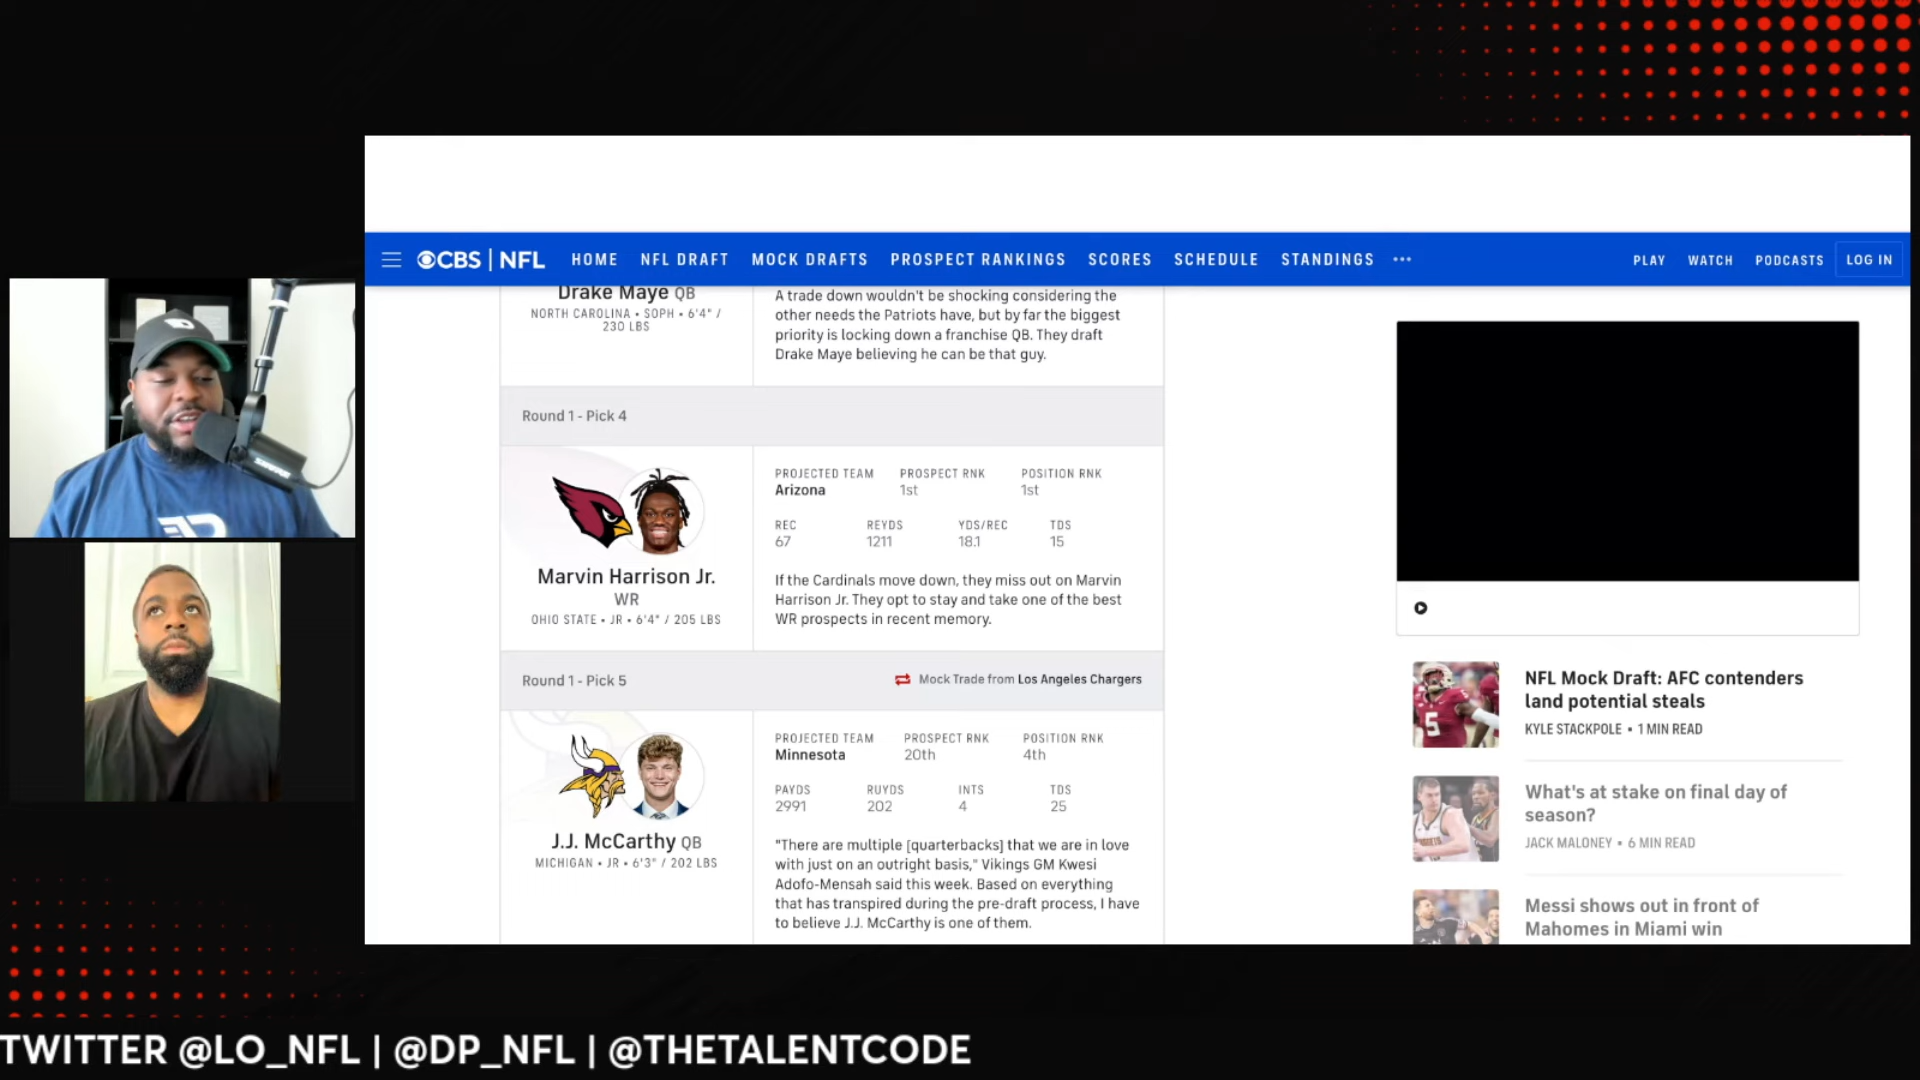 CBS | NFL HOME NFL DRAFT MOCK DRAFTS PROSPECT RANKINGS SCORES SCHEDULE STANDINGS ••• PLAY WATCH PODCASTS LOG IN
Drake Maye QB
NORTH CAROLINA • SOPH • 6'4" /
230 LBS
A trade down wouldn't be shocking considering the
other needs the Patriots have, but by far the biggest
priority is locking down a franchise QB. They draft
Drake Maye believing he can be that guy.
Round 1 - Pick 4
Marvin Harrison Jr.
WR
OHIO STATE • JR • 6'4" / 205 LBS
PROJECTED TEAM PROSPECT RNK POSITION RNK
Arizona 1st 1st
REC REYDS YDS/REC TDS
67 1211 18.1 15
If the Cardinals move down, they miss out on Marvin
Harrison Jr. They opt to stay and take one of the best
WR prospects in recent memory.
Round 1 - Pick 5 Mock Trade from Los Angeles Chargers
J.J. McCarthy QB
MICHIGAN • JR • 6'3" / 202 LBS
PROJECTED TEAM PROSPECT RNK POSITION RNK
Minnesota 20th 4th
PAYDS RUYDS INTS TDS
2991 202 4 25
"There are multiple [quarterbacks] that we are in love
with just on an outright basis," Vikings GM Kwesi
Adofo-Mensah said this week. Based on everything
that has transpired during the pre-draft process, I have
to believe J.J. McCarthy is one of them.
NFL Mock Draft: AFC contenders
land potential steals
KYLE STACKPOLE • 1 MIN READ
What's at stake on final day of
season?
JACK MALONEY • 6 MIN READ
Messi shows out in front of
Mahomes in Miami win
SHURE
5
TWITTER @LO_NFL | @DP_NFL | @THETALENTCODE